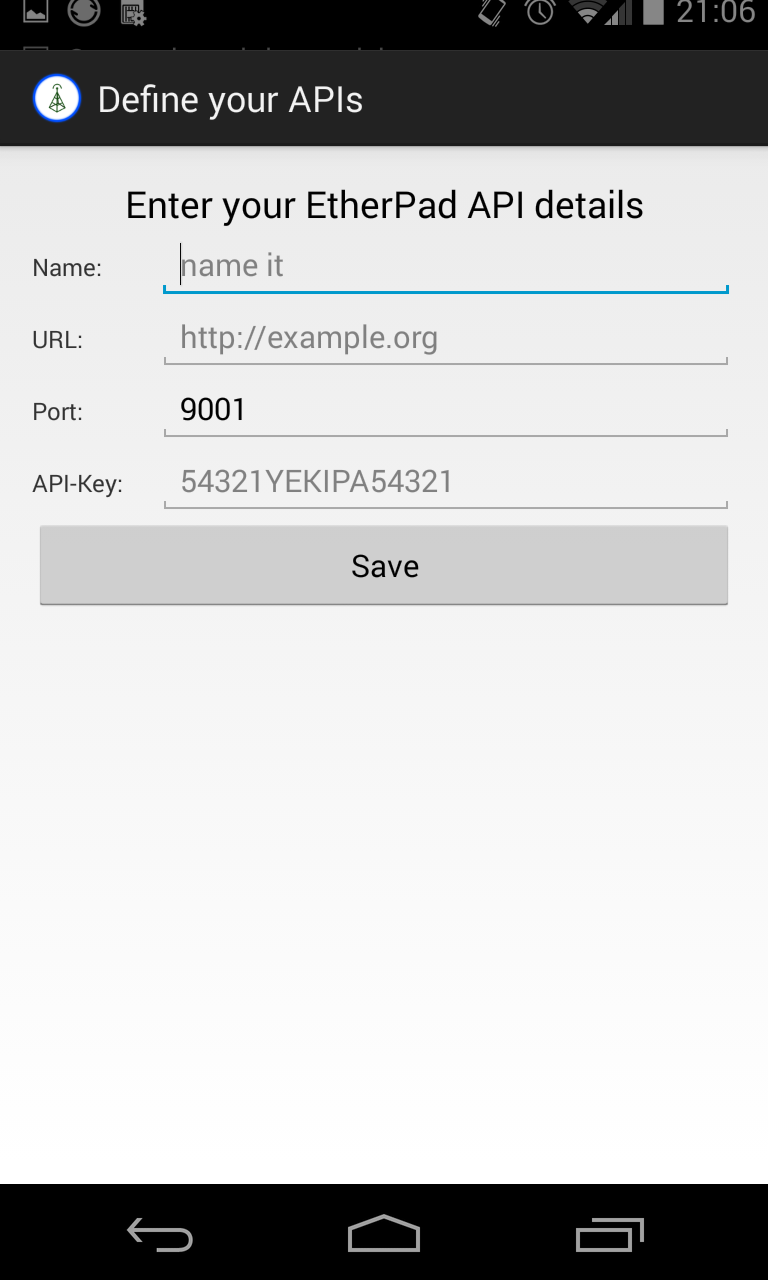 21:06
Define your APIs
Enter your EtherPad API details
Name: name it
URL: http://example.org
Port: 9001
API-Key: 54321YEKIPA54321
Save